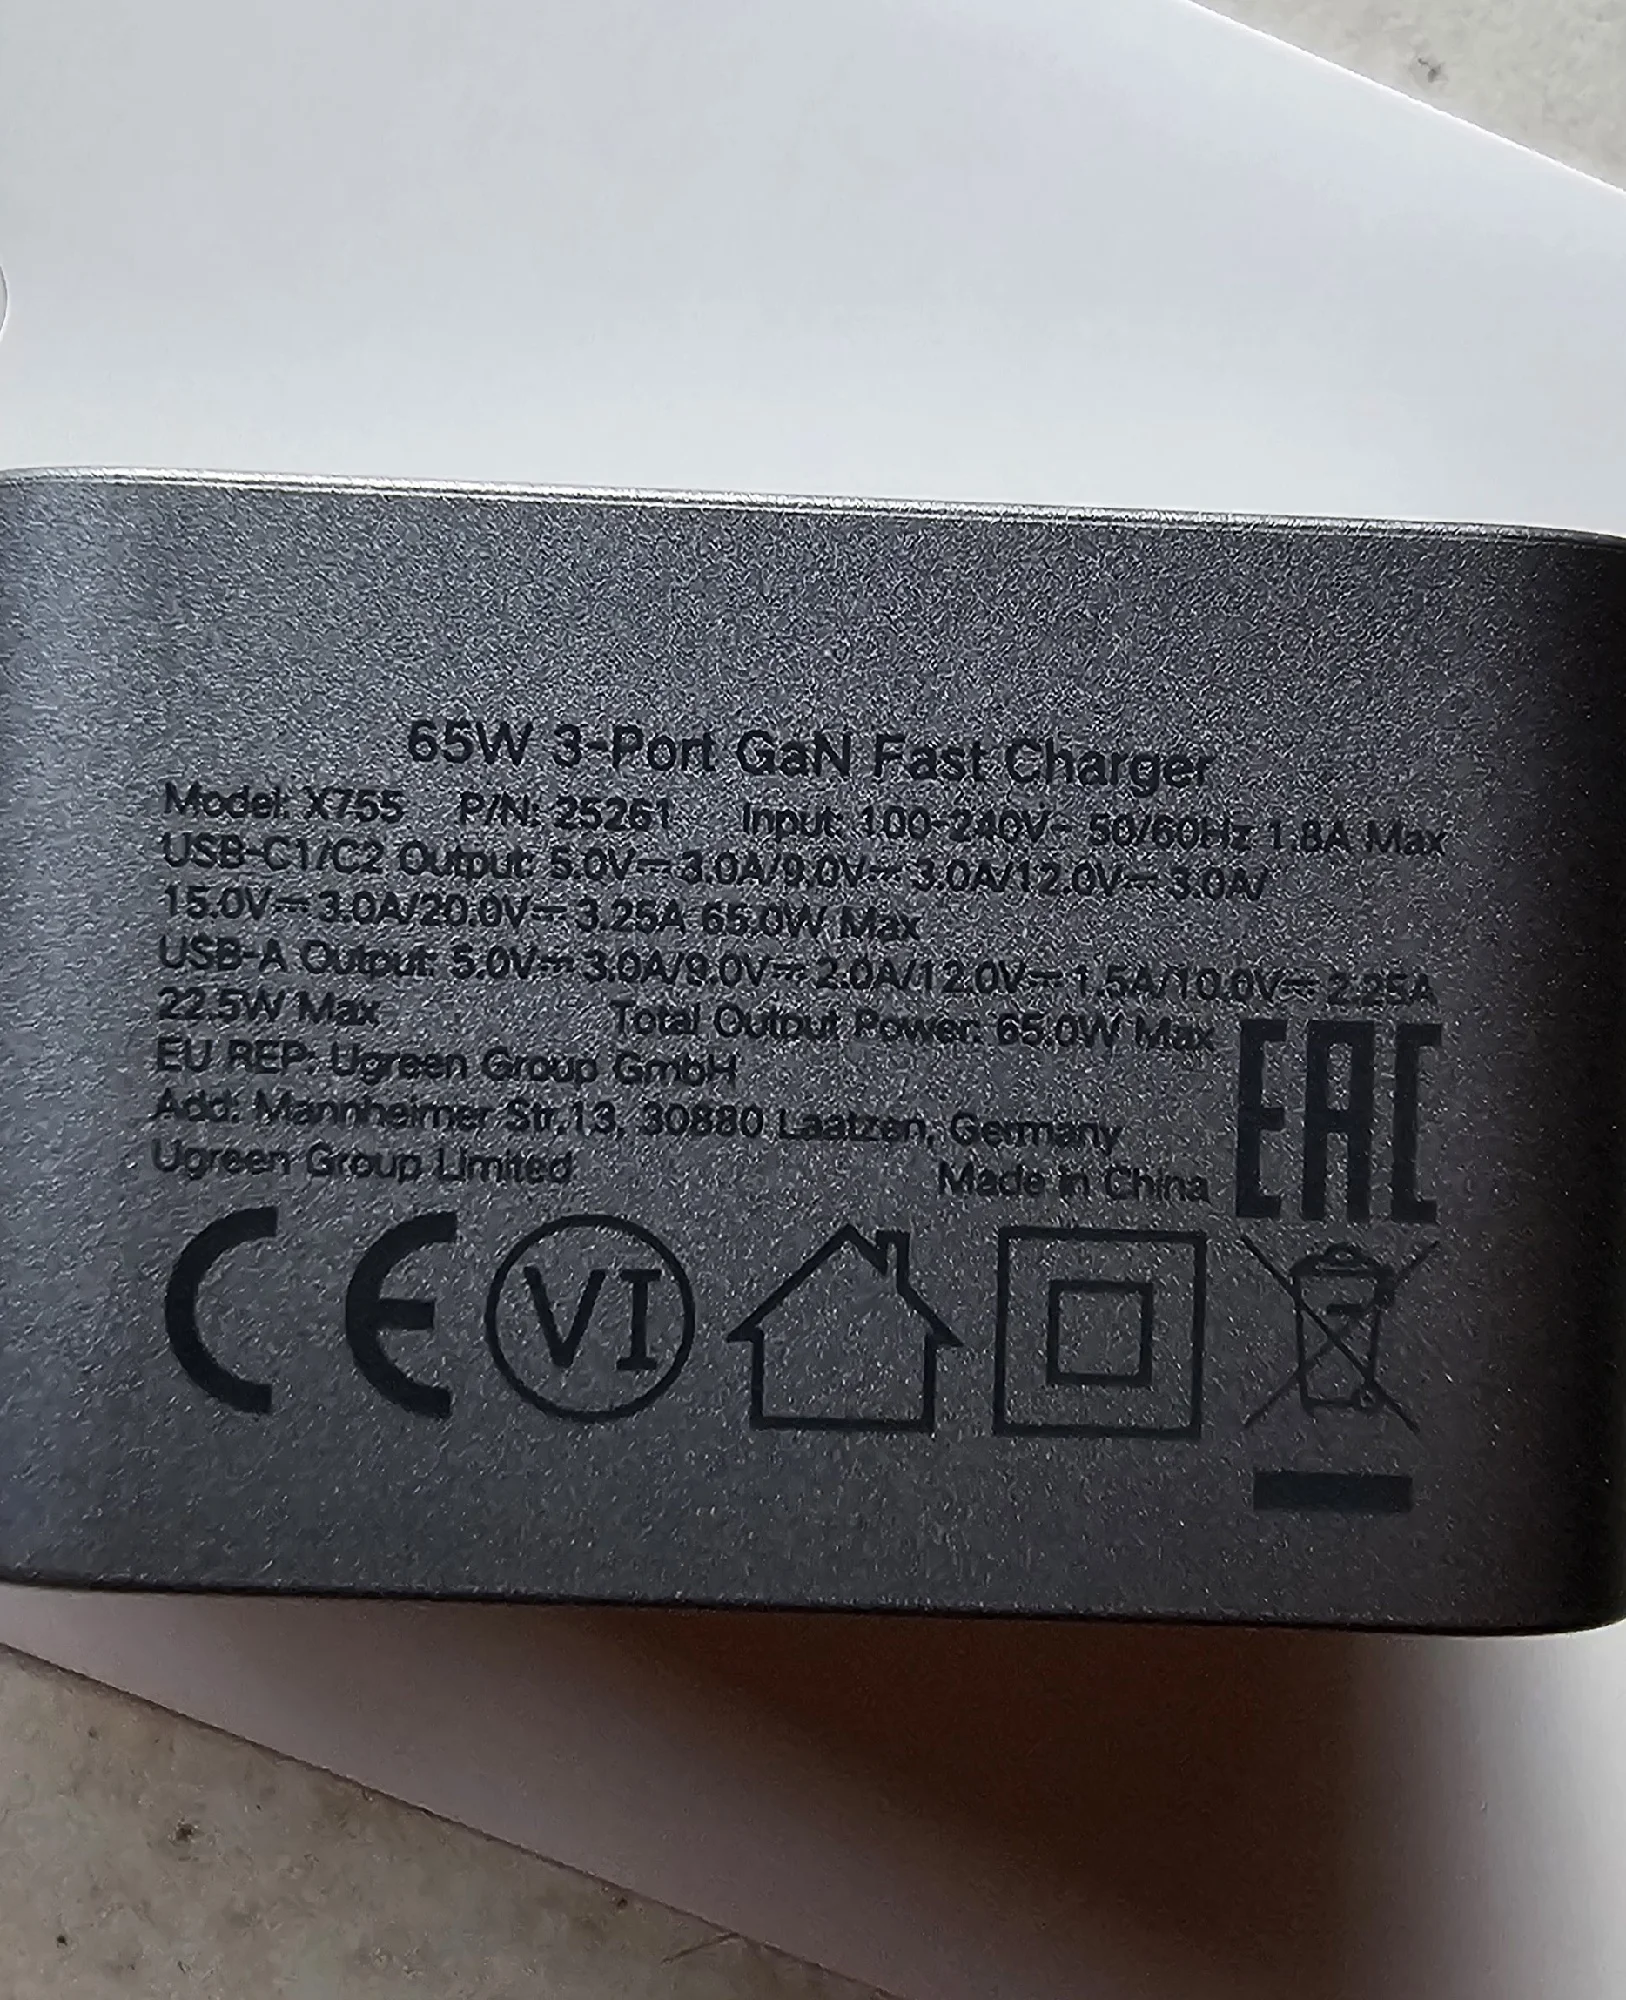 65W 3-Port GaN Fast Charger
Model: X755 P/N: 25261 Input: 100-240V~ 50/60Hz 1.8A Max
USB-C1/C2 Output: 5.0V⎓3.0A/9.0V⎓3.0A/12.0V⎓3.0A/
15.0V⎓3.0A/20.0V⎓3.25A 65.0W Max
USB-A Output: 5.0V⎓3.0A/9.0V⎓2.0A/12.0V⎓1.5A/10.0V⎓2.25A
22.5W Max Total Output Power: 65.0W Max
EU REP: Ugreen Group GmbH
Add: Mannheimer Str.13, 30880 Laatzen, Germany
Ugreen Group Limited Made in China
EAC
CE VI